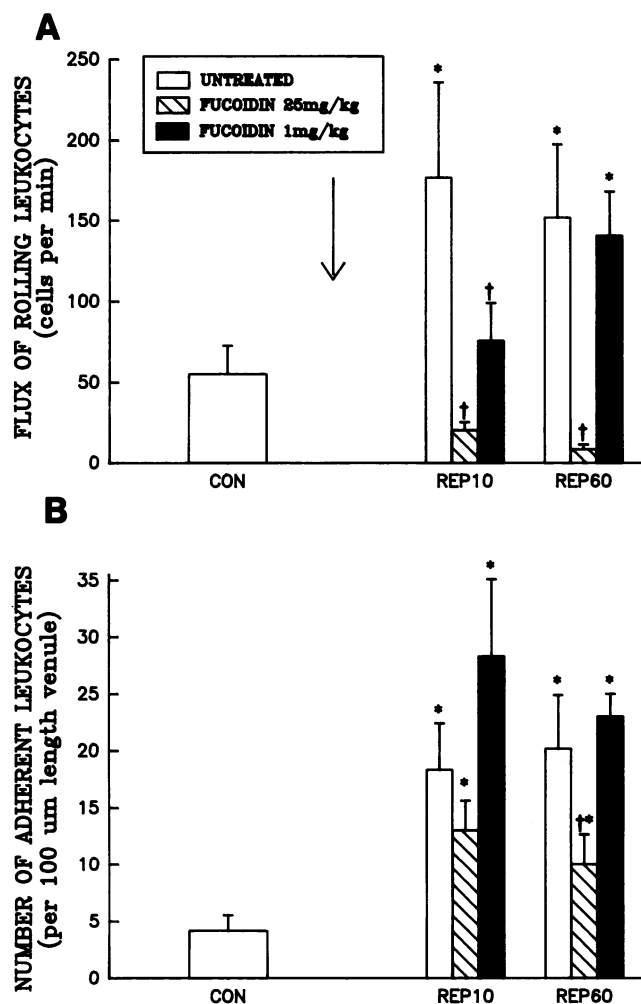 A
FLUX OF ROLLING LEUKOCYTES
(cells per min)
250
200
150
100
50
0
UNTREATED
FUCOIDIN 25mg/kg
FUCOIDIN 1mg/kg
*
†
†
*
†
*
CON
REP10
REP60
B
NUMBER OF ADHERENT LEUKOCYTES
(per 100 um length venule)
35
30
25
20
15
10
5
0
*
*
*
*
†*
*
CON
REP10
REP60